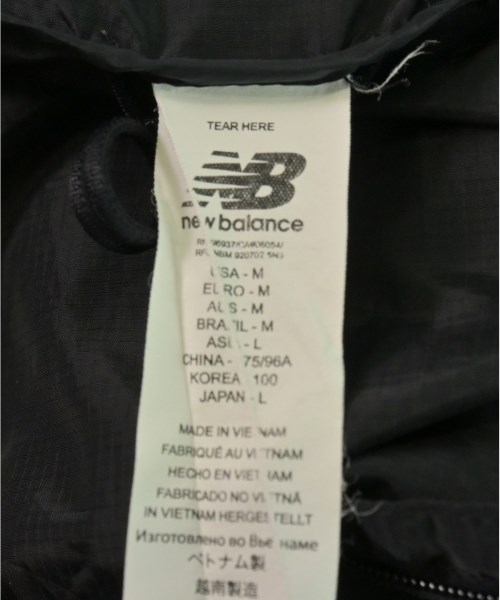 TEAR HERE
NB
new balance
USA - M
EURO - M
AUS - M
BRAZIL - M
ASIA - L
CHINA - 75/96A
KOREA 100
JAPAN - L
MADE IN VIETNAM
FABRIQUÉ AU VIETNAM
HECHO EN VIETNAM
FABRICADO NO VIETNÃ
IN VIETNAM HERGESTELLT
Изготовлено во Вьетнаме
ベトナム製
越南製造